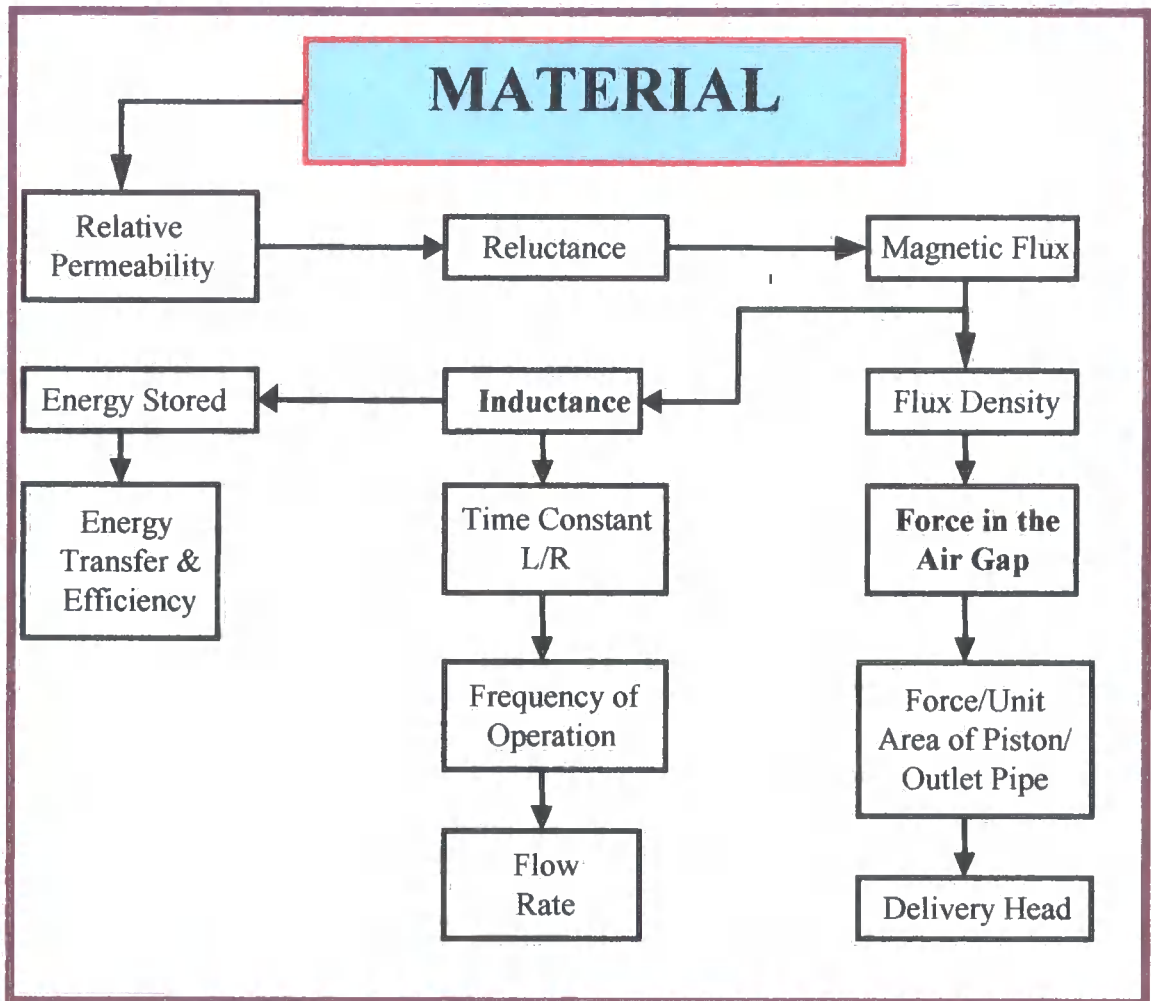 MATERIAL
Relative
Permeability
Reluctance
Magnetic Flux
Energy Stored
Inductance
Flux Density
Energy
Transfer &
Efficiency
Time Constant
L/R
Force in the
Air Gap
Frequency of
Operation
Force/Unit
Area of Piston/
Outlet Pipe
Flow
Rate
Delivery Head